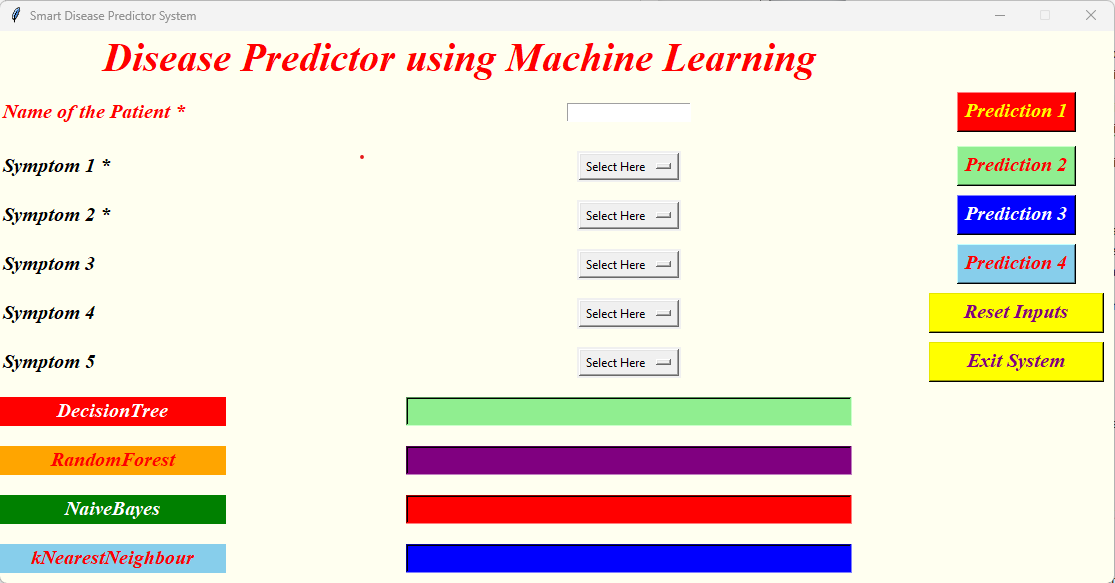 Smart Disease Predictor System
Disease Predictor using Machine Learning
Name of the Patient *
Prediction 1
Symptom 1 *
Select Here
Prediction 2
Symptom 2 *
Select Here
Prediction 3
Symptom 3
Select Here
Prediction 4
Symptom 4
Select Here
Reset Inputs
Symptom 5
Select Here
Exit System
DecisionTree
RandomForest
NaiveBayes
kNearestNeighbour